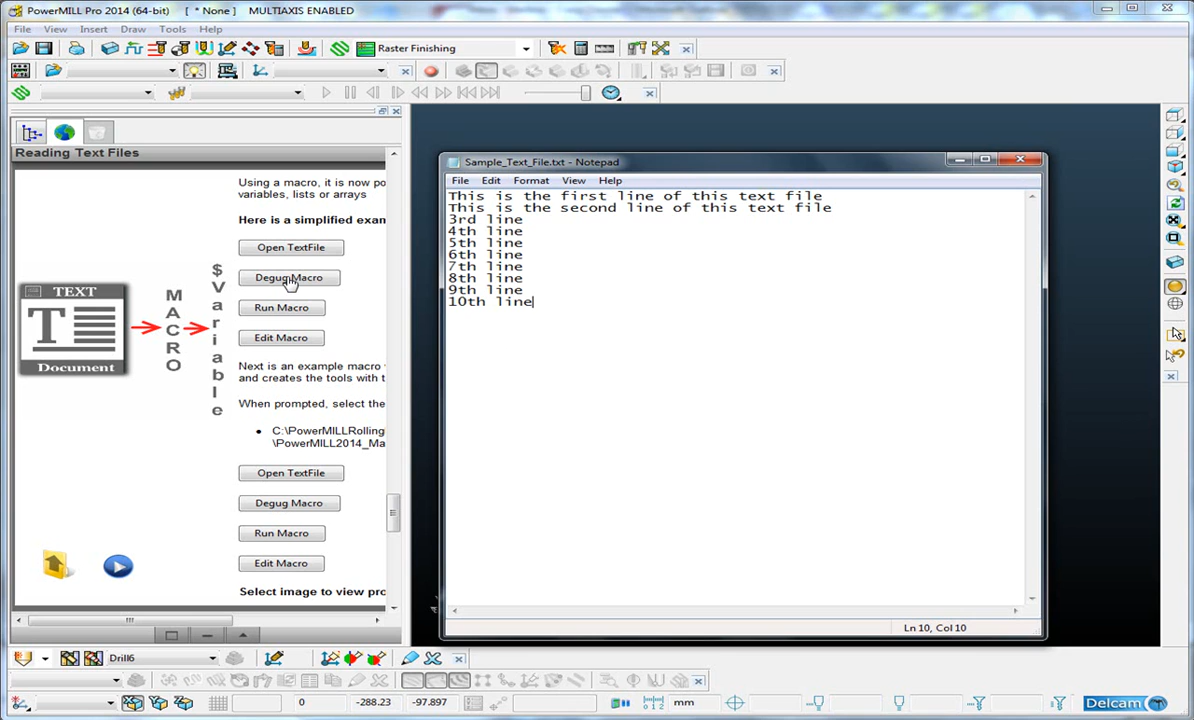 PowerMILL Pro 2014 (64-bit) [ * None ] MULTIAXIS ENABLED
File View Insert Draw Tools Help
Raster Finishing
Reading Text Files
Using a macro, it is now po
variables, lists or arrays
Here is a simplified exam
Open TextFile
Degug Macro
Run Macro
Edit Macro
TEXT
T
Document
MACRO
$Variable
Next is an example macro
and creates the tools with t
When prompted, select the
• C:\PowerMILLRolling
\PowerMILL2014_Ma
Open TextFile
Degug Macro
Run Macro
Edit Macro
Select image to view pro
Sample_Text_File.txt - Notepad
File Edit Format View Help
This is the first line of this text file
This is the second line of this text file
3rd line
4th line
5th line
6th line
7th line
8th line
9th line
10th line
Ln 10, Col 10
Drill6
0 -288.23 -97.897 mm
Delcam